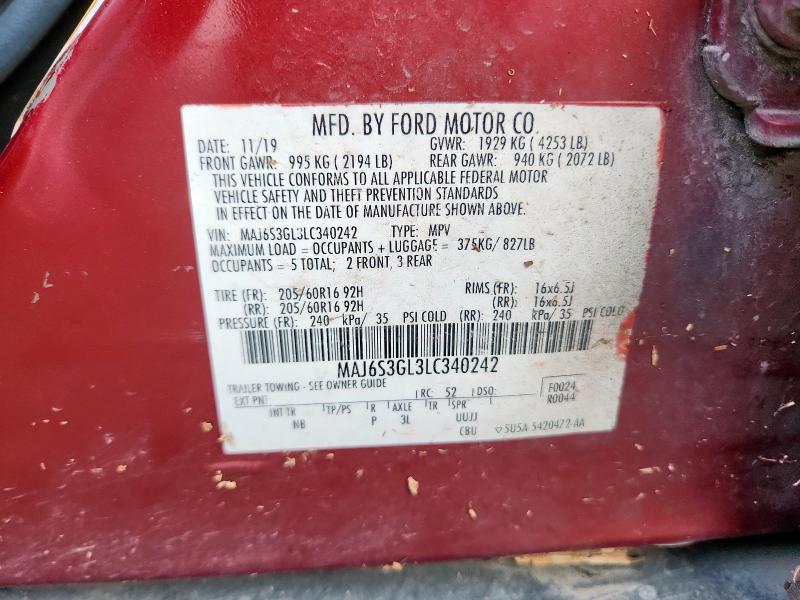 MFD. BY FORD MOTOR CO
DATE: 11/19 GVWR: 1929 KG ( 4253 LB)
FRONT GAWR: 995 KG ( 2194 LB) REAR GAWR: 940 KG ( 2072 LB)
THIS VEHICLE CONFORMS TO ALL APPLICABLE FEDERAL MOTOR
VEHICLE SAFETY AND THEFT PREVENTION STANDARDS
IN EFFECT ON THE DATE OF MANUFACTURE SHOWN ABOVE.
VIN: MAJ6S3GL3LC340242 TYPE: MPV
MAXIMUM LOAD = OCCUPANTS + LUGGAGE = 375KG/ 827LB
OCCUPANTS = 5 TOTAL; 2 FRONT, 3 REAR
TIRE (FR): 205/60R16 92H RIMS (FR): 16x6.5J
(RR): 205/60R16 92H (RR): 16x6.5J
PRESSURE (FR): 240 kPa/ 35 PSI COLD (RR): 240 kPa/ 35 PSI COLD
MAJ6S3GL3LC340242
TRAILER TOWING - SEE OWNER GUIDE
EXT PNT RC: 52 DSO: F0024
R0044
INT TR TP/PS R AXLE TR SPR
NB P 3L UUJJ
CBU 5U5A-5420472-AA